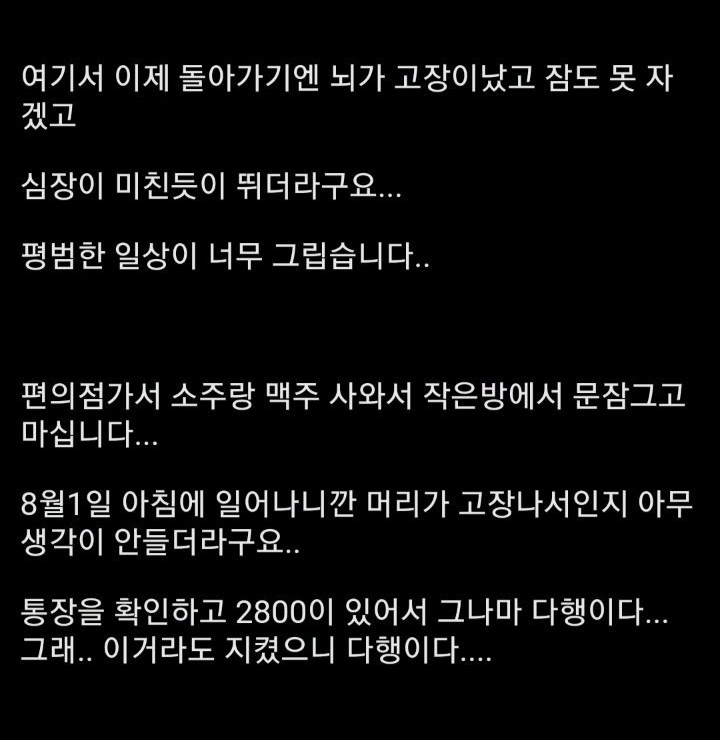 여기서 이제 돌아가기엔 뇌가 고장이났고 잠도 못 자
겠고
심장이 미친듯이 뛰더라구요...
평범한 일상이 너무 그립습니다..
편의점가서 소주랑 맥주 사와서 작은방에서 문잠그고
마십니다...
8월1일 아침에 일어나니깐 머리가 고장나서인지 아무
생각이 안들더라구요..
통장을 확인하고 2800이 있어서 그나마 다행이다...
그래.. 이거라도 지켰으니 다행이다....